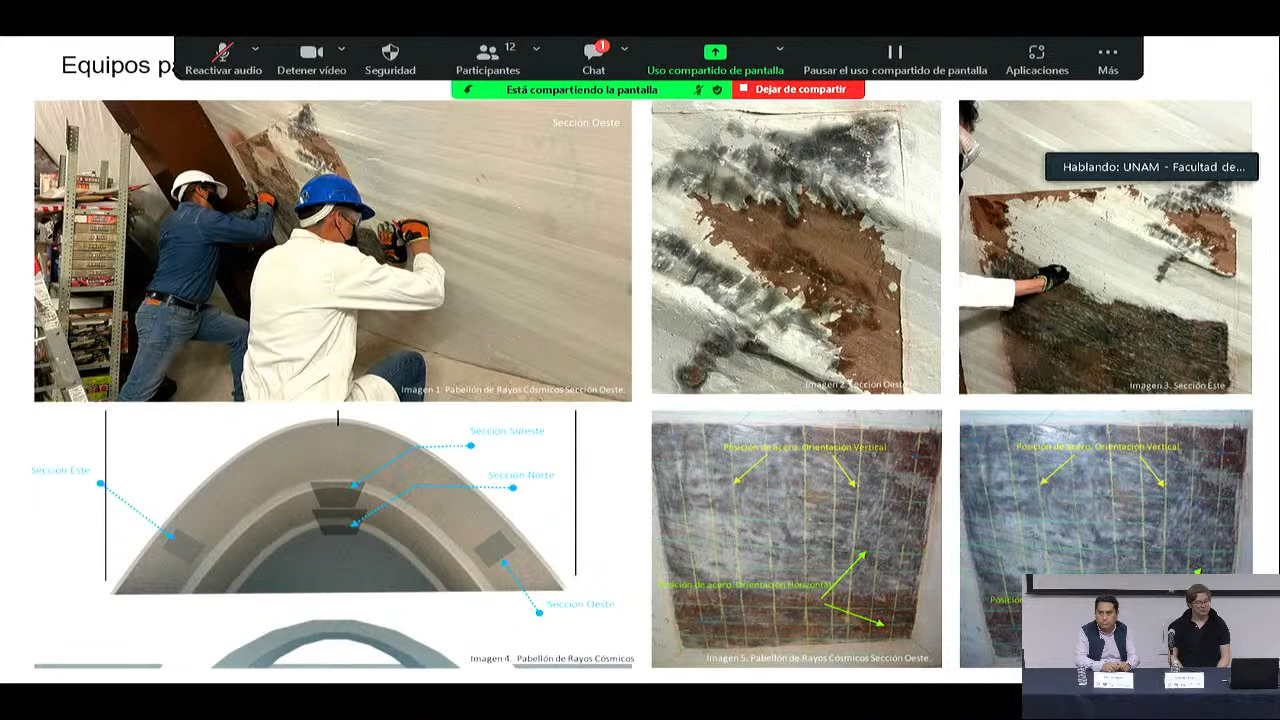 Equipos pa
Reactivar audio
Detener vídeo
Seguridad
12
Participantes
1
Chat
Uso compartido de pantalla
Pausar el uso compartido de pantalla
Aplicaciones
Más
Está compartiendo la pantalla
Dejar de compartir
Hablando: UNAM - Facultad de...
Sección Oeste
Imagen 1. Pabellón de Rayos Cósmicos Sección Oeste.
Imagen 2. Sección Oeste
Imagen 3. Sección Este
Sección Este
Sección Sureste
Sección Norte
Sección Oeste
Imagen 4. Pabellón de Rayos Cósmicos
Posición de acero. Orientación Vertical
Posición de acero. Orientación Horizontal
Imagen 5. Pabellón de Rayos Cósmicos Sección Oeste.
Posición de acero. Orientación Vertical
Posición